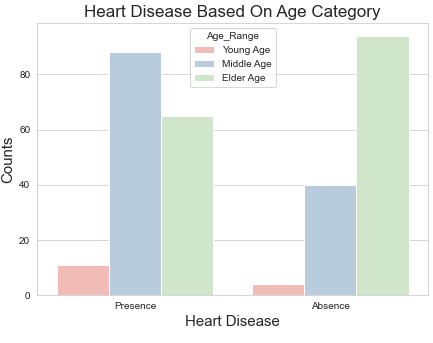 Heart Disease Based On Age Category
Age_Range
Young Age
Middle Age
Elder Age
Counts
80
60
40
20
0
Presence
Absence
Heart Disease